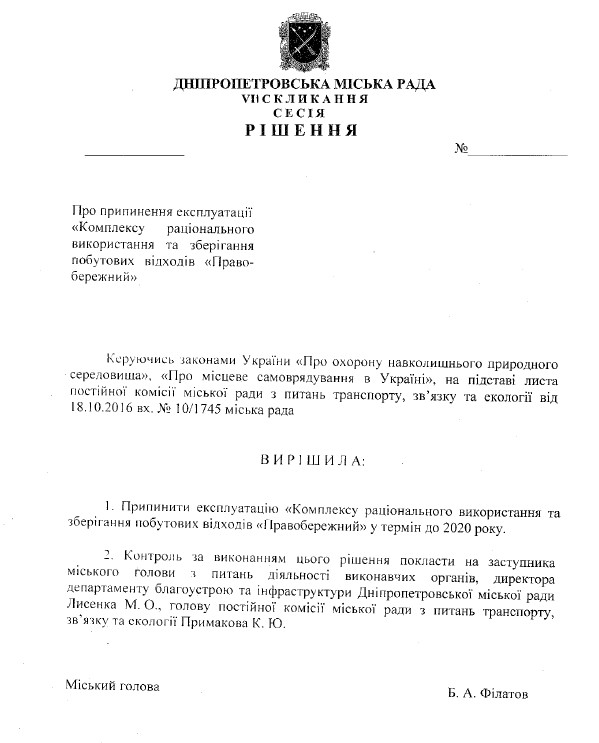 ДНІПРОПЕТРОВСЬКА МІСЬКА РАДА
VII СКЛИКАННЯ
СЕСІЯ
РІШЕННЯ
______________ №______________
Про припинення експлуатації
«Комплексу раціонального
використання та зберігання
побутових відходів «Право-
бережний»
Керуючись законами України «Про охорону навколишнього природного
середовища», «Про місцеве самоврядування в Україні», на підставі листа
постійної комісії міської ради з питань транспорту, зв’язку та екології від
18.10.2016 вх. № 10/1745 міська рада
ВИРІШИЛА:
1. Припинити експлуатацію «Комплексу раціонального використання та
зберігання побутових відходів «Правобережний» у термін до 2020 року.
2. Контроль за виконанням цього рішення покласти на заступника
міського голови з питань діяльності виконавчих органів, директора
департаменту благоустрою та інфраструктури Дніпропетровської міської ради
Лисенка М. О., голову постійної комісії міської ради з питань транспорту,
зв’язку та екології Примакова К. Ю.
Міський голова Б. А. Філатов